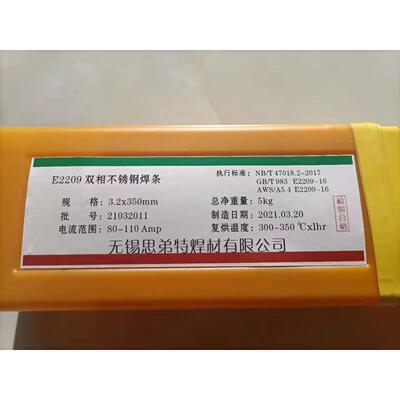 E2209 双相不锈钢焊条
规 格: 3.2x350mm
批 号: 21032011
电流范围: 80-110 Amp
执行标准: NB/T 47018.2-2017
GB/T 983 E2209-16
AWS/A5.4 E2209-16
总净重量: 5kg
制造日期: 2021.03.20
复烘温度: 300-350 ℃x1hr
检验合格
无锡思弟特焊材有限公司